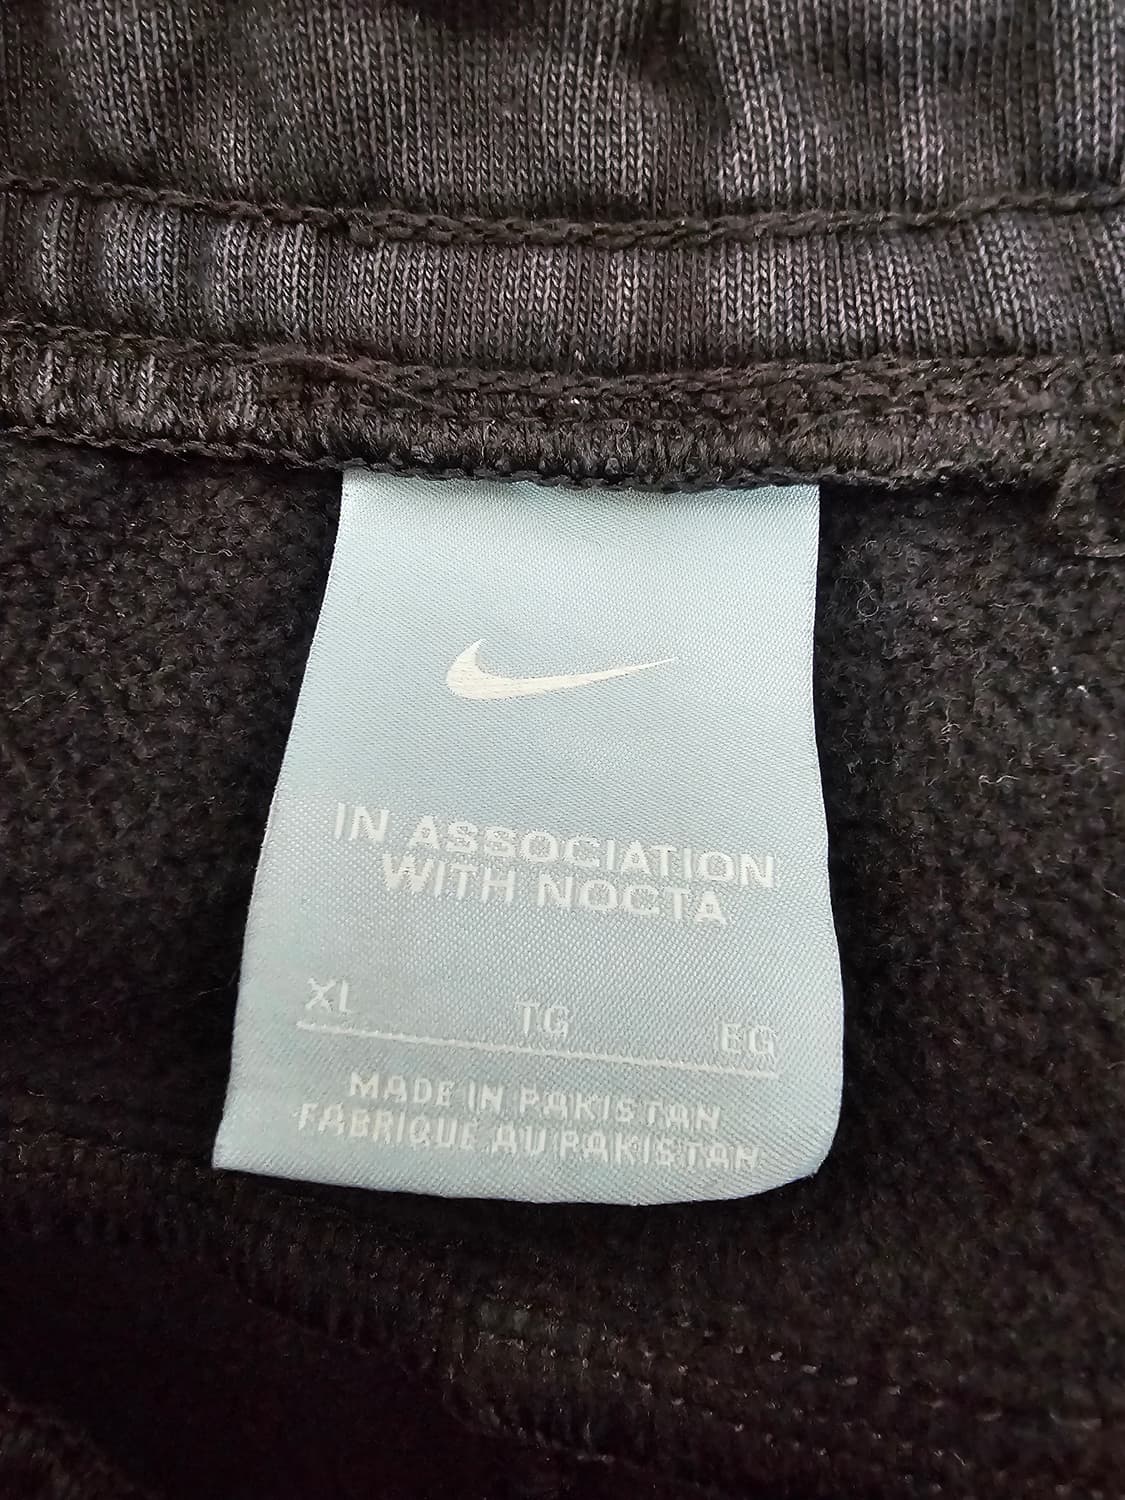 IN ASSOCIATION
WITH NOCTA
XL TG EG
MADE IN PAKISTAN
FABRIQUE AU PAKISTAN